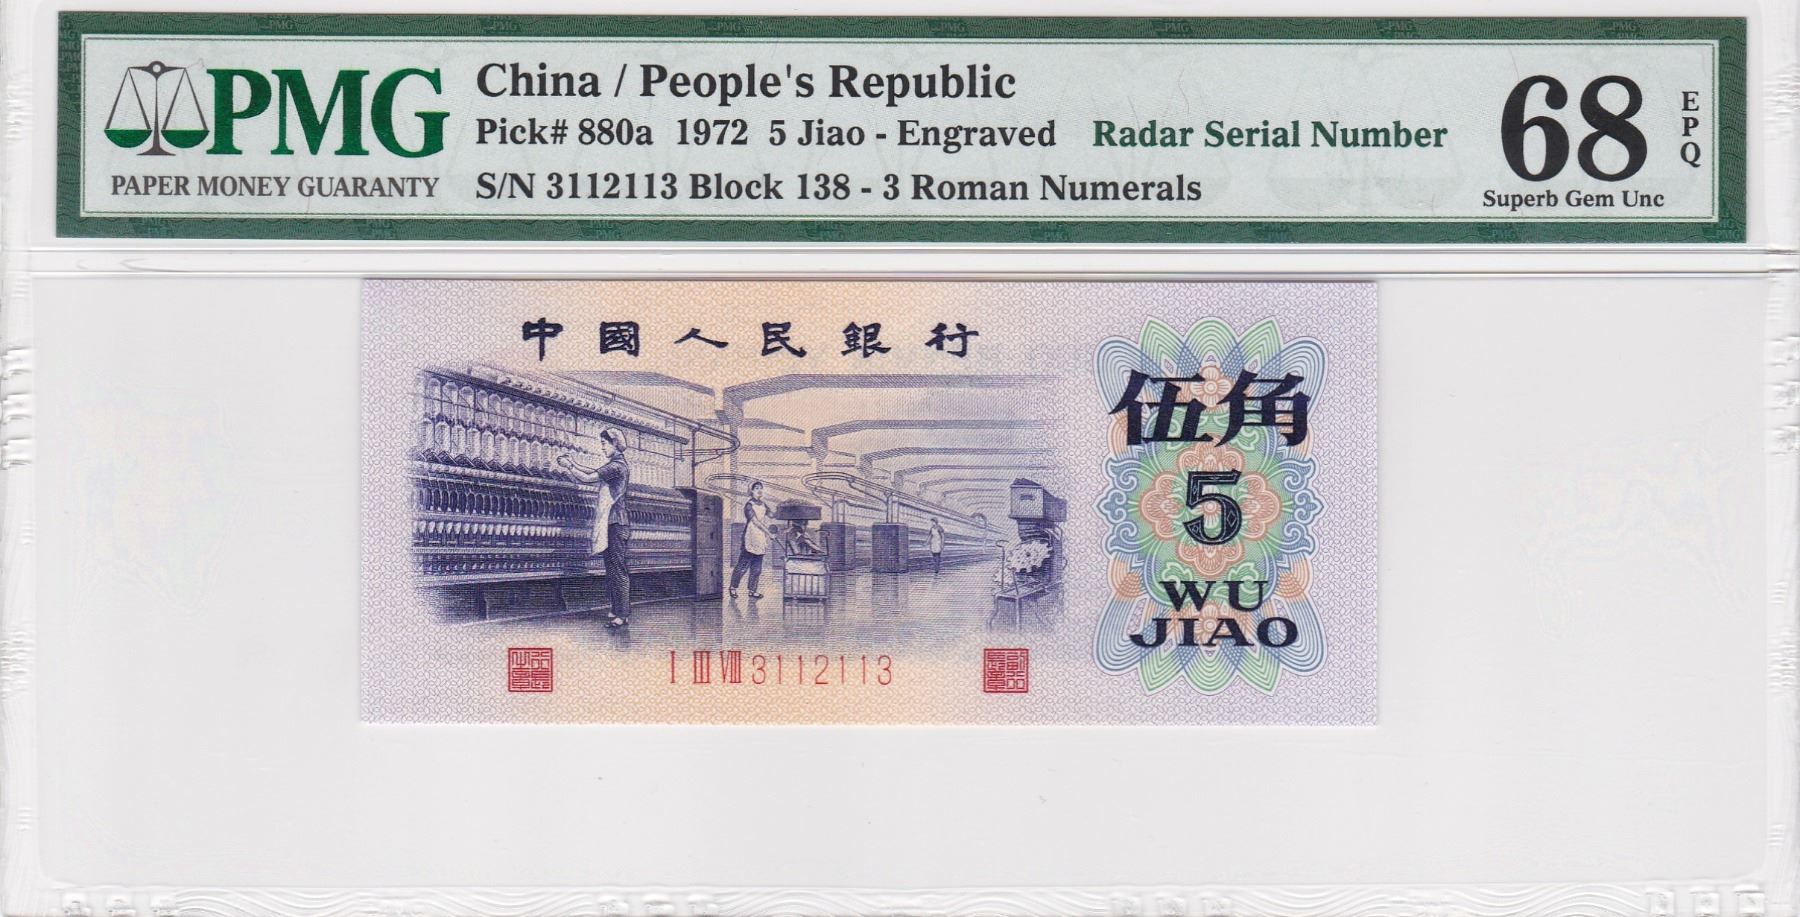 PMG
PAPER MONEY GUARANTY
China / People's Republic
Pick# 880a 1972 5 Jiao - Engraved Radar Serial Number
S/N 3112113 Block 138 - 3 Roman Numerals
68
EPQ
Superb Gem Unc
中國人民銀行
伍角
5
WU
JIAO
I III VIII 3112113